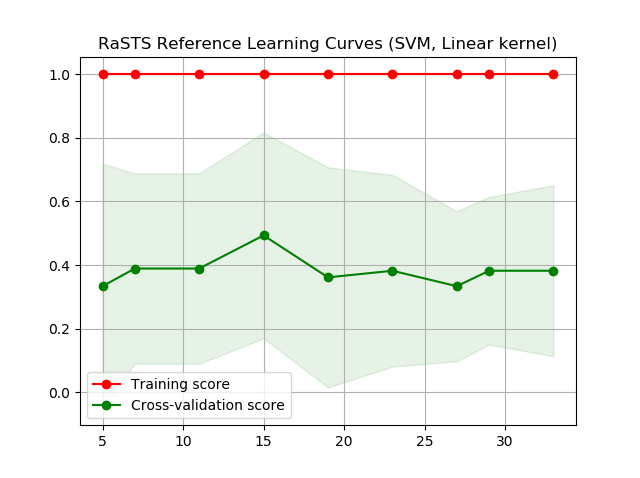 RaSTS Reference Learning Curves (SVM, Linear kernel)
1.0
0.8
0.6
0.4
0.2
0.0
Training score
Cross-validation score
5 10 15 20 25 30